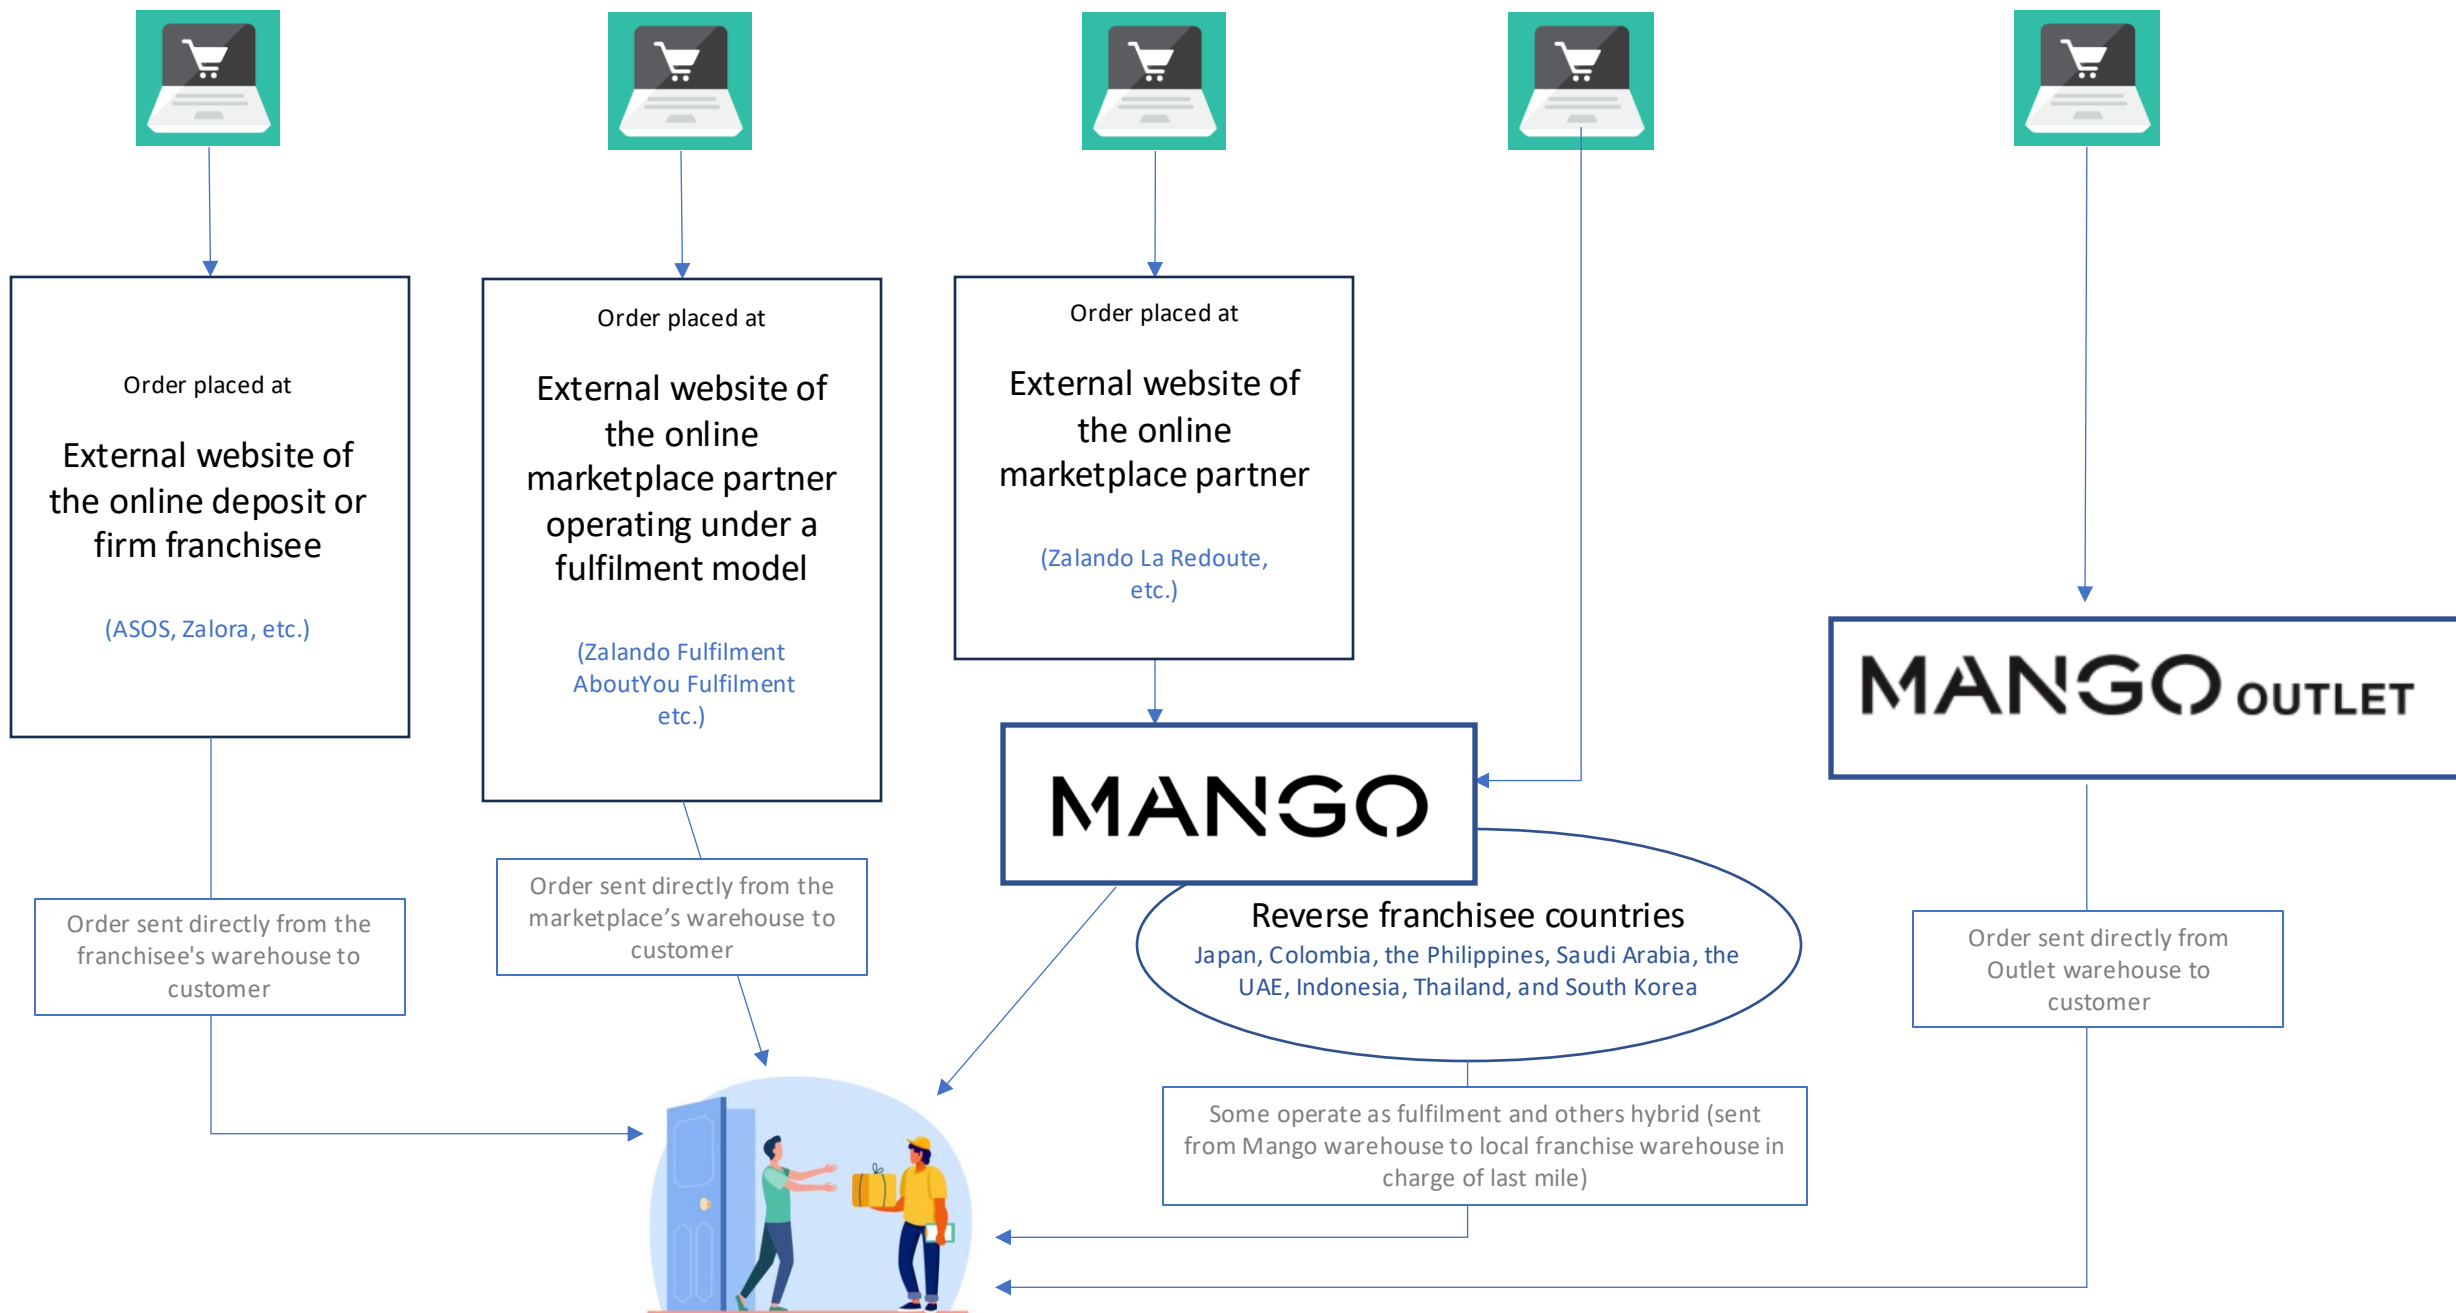 Order placed at
External website of
the online deposit or
firm franchisee
(ASOS, Zalora, etc.)
Order sent directly from the
franchisee's warehouse to
customer
Order placed at
External website of
the online
marketplace partner
operating under a
fulfilment model
(Zalando Fulfilment
AboutYou Fulfilment
etc.)
Order sent directly from the
marketplace’s warehouse to
customer
Order placed at
External website of
the online
marketplace partner
(Zalando La Redoute,
etc.)
MANGO
Reverse franchisee countries
Japan, Colombia, the Philippines, Saudi Arabia, the
UAE, Indonesia, Thailand, and South Korea
Some operate as fulfilment and others hybrid (sent
from Mango warehouse to local franchise warehouse in
charge of last mile)
MANGO OUTLET
Order sent directly from
Outlet warehouse to
customer